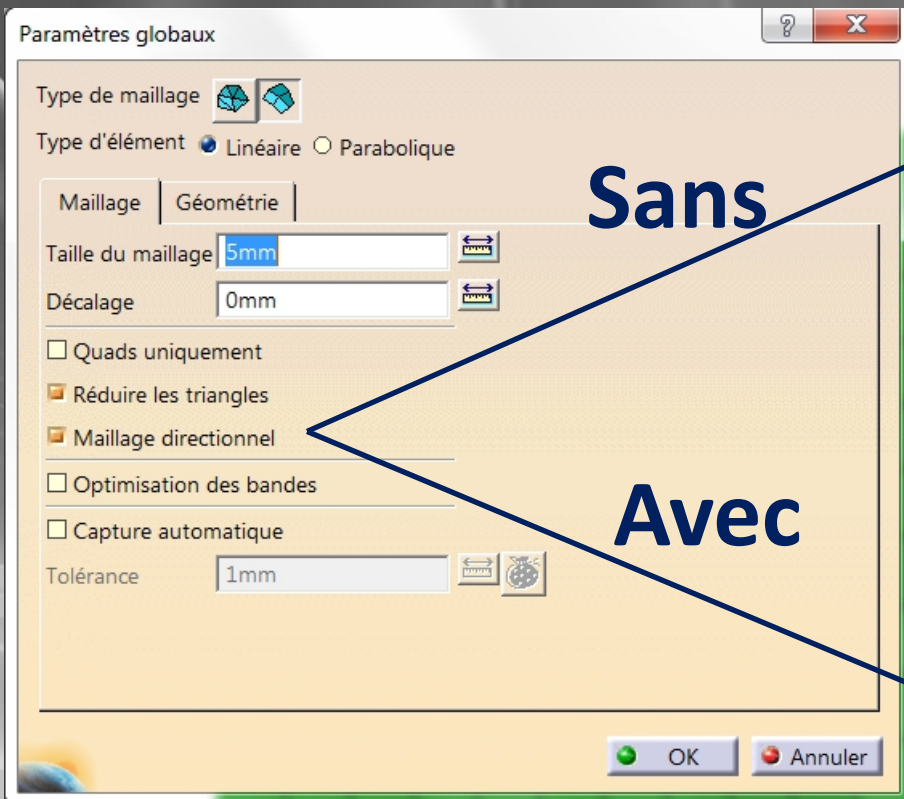 Paramètres globaux
Type de maillage
Type d'élément Linéaire Parabolique
Sans
Maillage Géométrie
Taille du maillage 5mm
Décalage 0mm
Quads uniquement
Réduire les triangles
Maillage directionnel
Optimisation des bandes
Avec
Capture automatique
Tolérance 1mm
OK Annuler